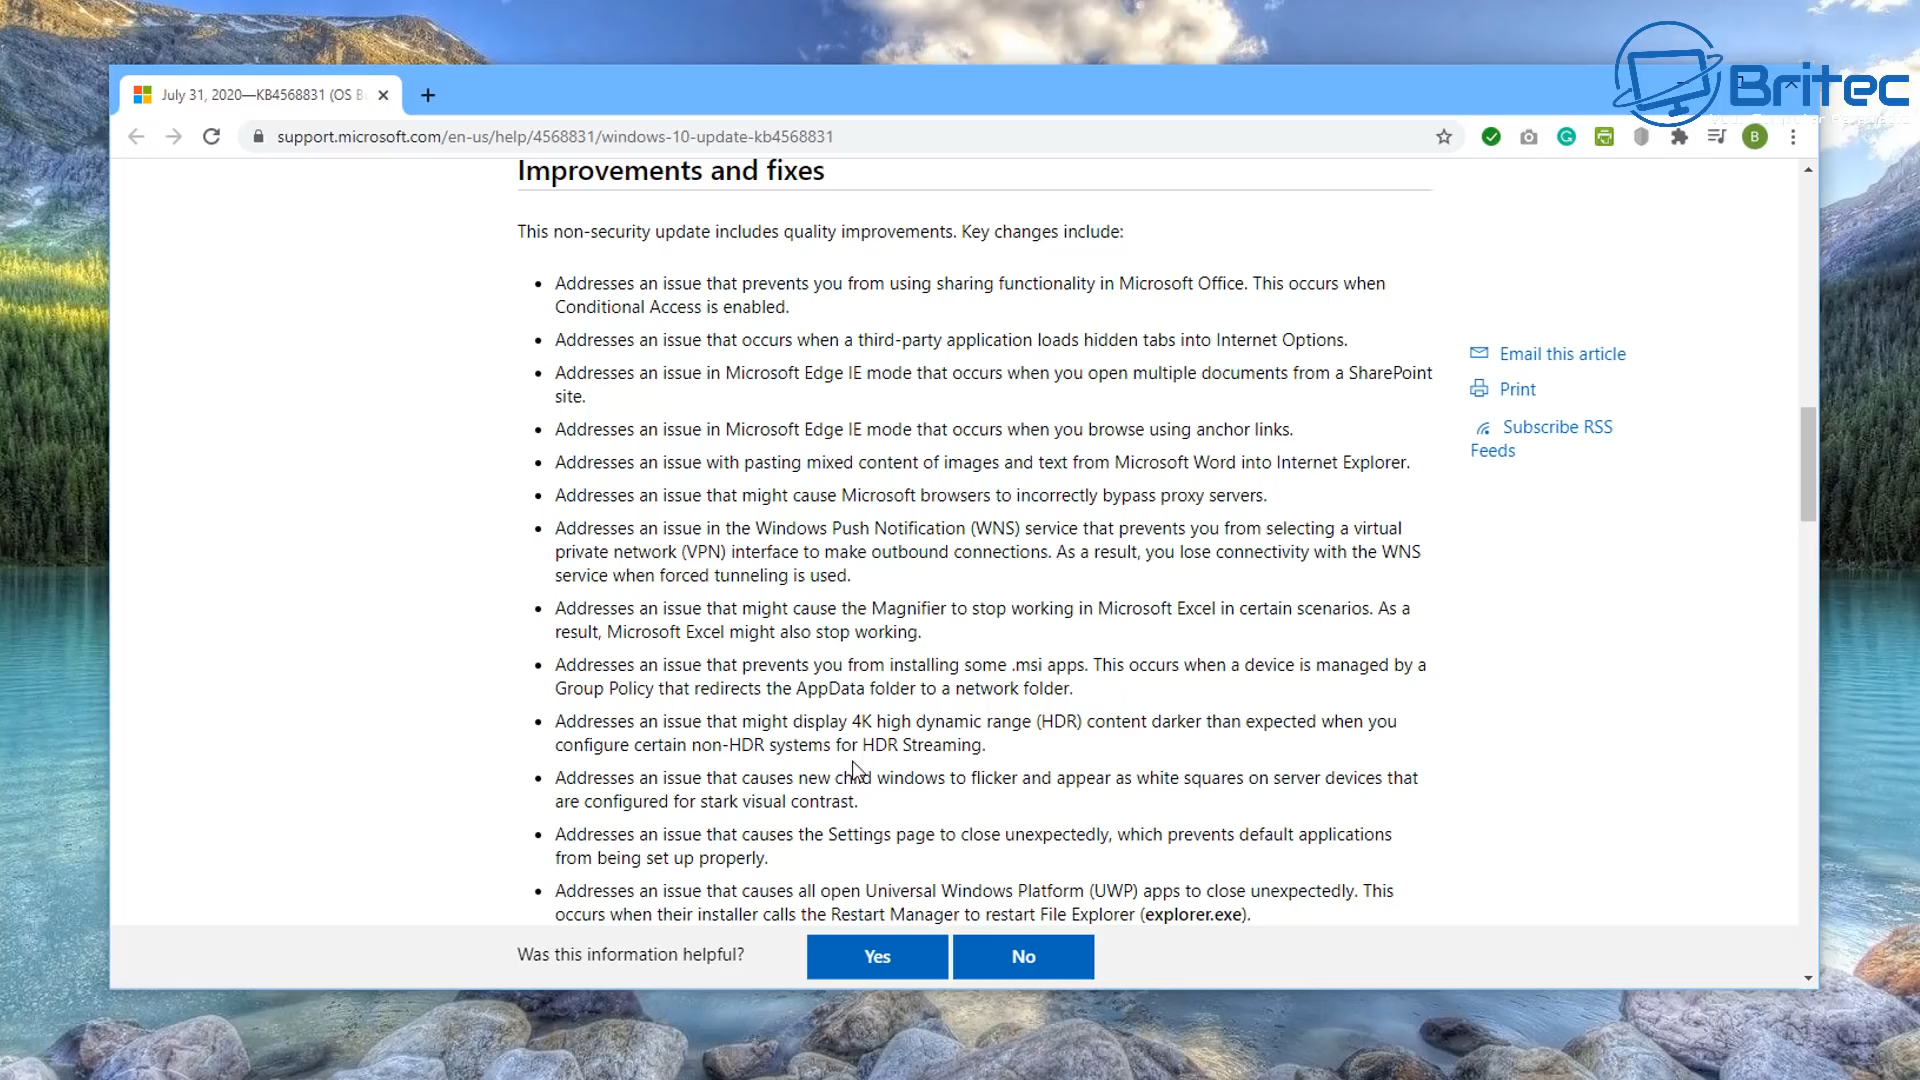 Britec
July 31, 2020—KB4568831 (OS B
support.microsoft.com/en-us/help/4568831/windows-10-update-kb4568831
B
Improvements and fixes
This non-security update includes quality improvements. Key changes include:
• Addresses an issue that prevents you from using sharing functionality in Microsoft Office. This occurs when
Conditional Access is enabled.
• Addresses an issue that occurs when a third-party application loads hidden tabs into Internet Options.
• Addresses an issue in Microsoft Edge IE mode that occurs when you open multiple documents from a SharePoint
site.
• Addresses an issue in Microsoft Edge IE mode that occurs when you browse using anchor links.
• Addresses an issue with pasting mixed content of images and text from Microsoft Word into Internet Explorer.
• Addresses an issue that might cause Microsoft browsers to incorrectly bypass proxy servers.
• Addresses an issue in the Windows Push Notification (WNS) service that prevents you from selecting a virtual
private network (VPN) interface to make outbound connections. As a result, you lose connectivity with the WNS
service when forced tunneling is used.
• Addresses an issue that might cause the Magnifier to stop working in Microsoft Excel in certain scenarios. As a
result, Microsoft Excel might also stop working.
• Addresses an issue that prevents you from installing some .msi apps. This occurs when a device is managed by a
Group Policy that redirects the AppData folder to a network folder.
• Addresses an issue that might display 4K high dynamic range (HDR) content darker than expected when you
configure certain non-HDR systems for HDR Streaming.
• Addresses an issue that causes new child windows to flicker and appear as white squares on server devices that
are configured for stark visual contrast.
• Addresses an issue that causes the Settings page to close unexpectedly, which prevents default applications
from being set up properly.
• Addresses an issue that causes all open Universal Windows Platform (UWP) apps to close unexpectedly. This
occurs when their installer calls the Restart Manager to restart File Explorer (explorer.exe).
Email this article
Print
Subscribe RSS
Feeds
Was this information helpful?
Yes
No